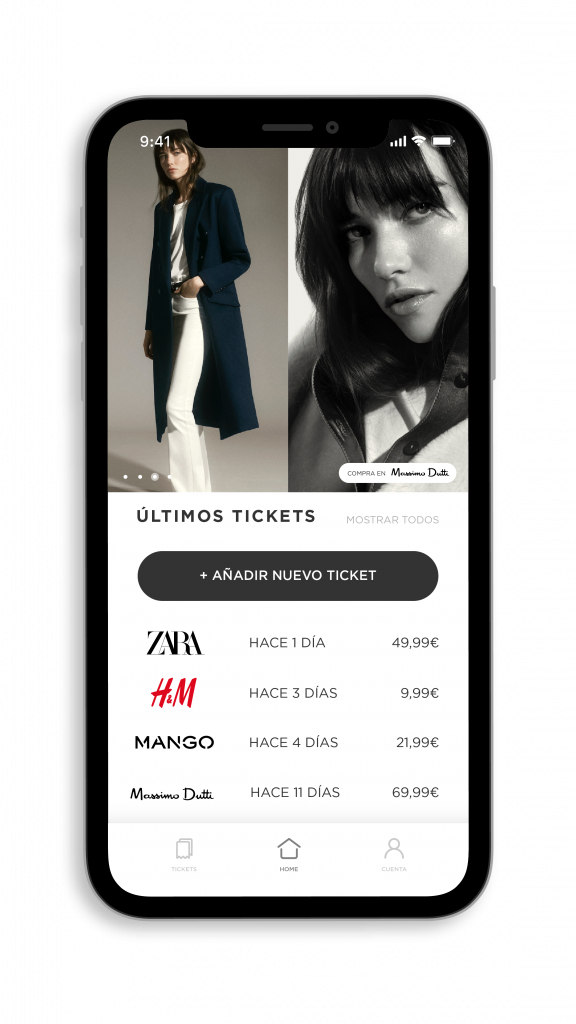 9:41
COMPRA EN Massimo Dutti
ÚLTIMOS TICKETS MOSTRAR TODOS
+ AÑADIR NUEVO TICKET
ZARA HACE 1 DÍA 49,99€
H&M HACE 3 DÍAS 9,99€
MANGO HACE 4 DÍAS 21,99€
Massimo Dutti HACE 11 DÍAS 69,99€
TICKETS HOME CUENTA